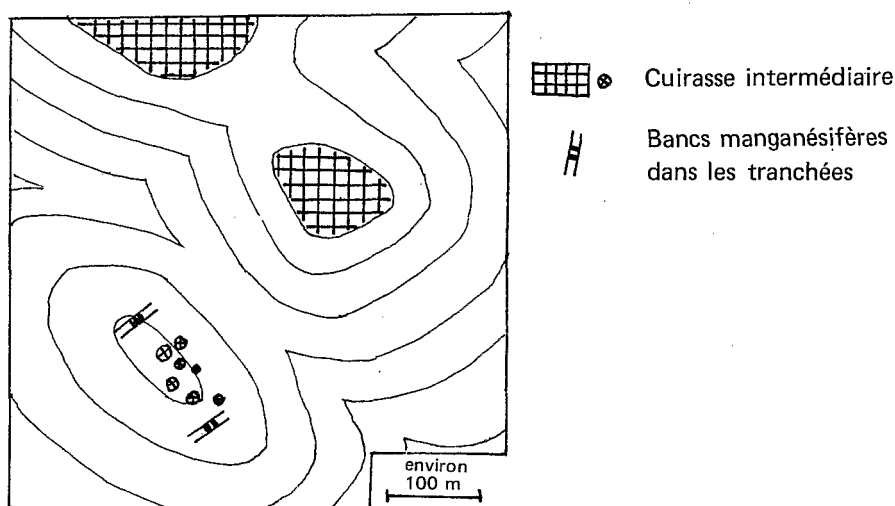 Cuirasse intermédiaire
Bancs manganésifères
dans les tranchées
environ
100 m